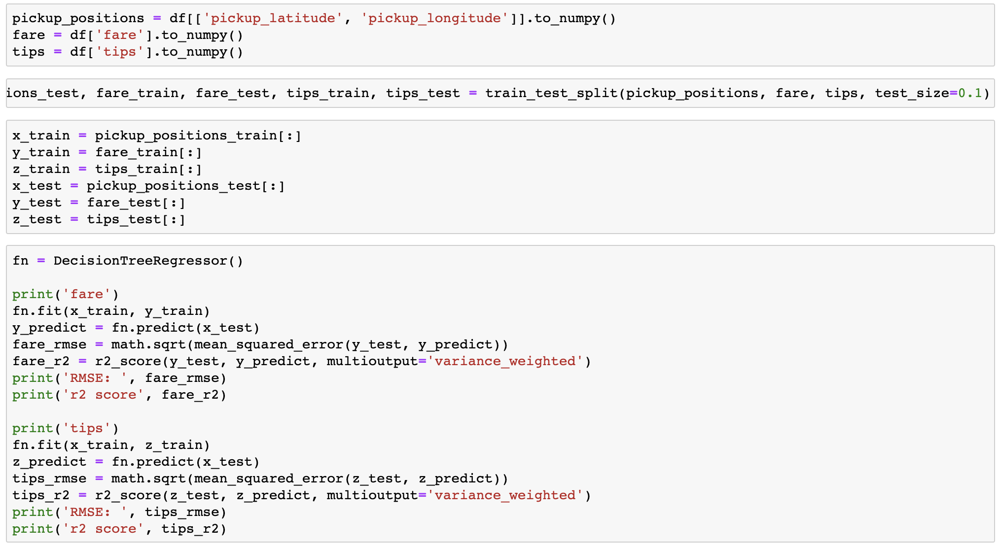 pickup_positions = df[['pickup_latitude', 'pickup_longitude']].to_numpy()
fare = df['fare'].to_numpy()
tips = df['tips'].to_numpy()
ions_test, fare_train, fare_test, tips_train, tips_test = train_test_split(pickup_positions, fare, tips, test_size=0.1)
x_train = pickup_positions_train[:]
y_train = fare_train[:]
z_train = tips_train[:]
x_test = pickup_positions_test[:]
y_test = fare_test[:]
z_test = tips_test[:]
fn = DecisionTreeRegressor()
print('fare')
fn.fit(x_train, y_train)
y_predict = fn.predict(x_test)
fare_rmse = math.sqrt(mean_squared_error(y_test, y_predict))
fare_r2 = r2_score(y_test, y_predict, multioutput='variance_weighted')
print('RMSE: ', fare_rmse)
print('r2 score', fare_r2)
print('tips')
fn.fit(x_train, z_train)
z_predict = fn.predict(x_test)
tips_rmse = math.sqrt(mean_squared_error(z_test, z_predict))
tips_r2 = r2_score(z_test, z_predict, multioutput='variance_weighted')
print('RMSE: ', tips_rmse)
print('r2 score', tips_r2)